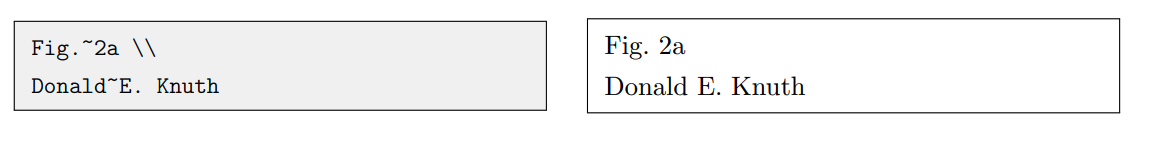 Fig.~2a \\
Donald~E. Knuth
Fig. 2a
Donald E. Knuth